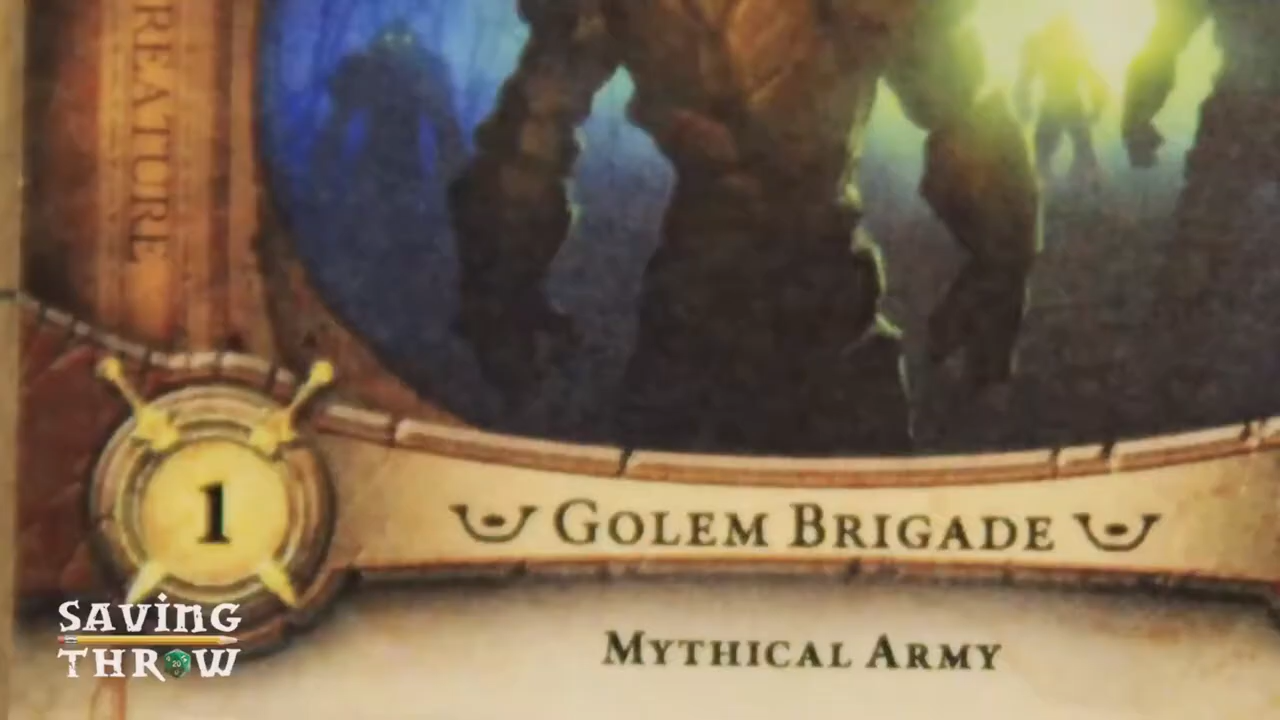 REATURE
1
GOLEM BRIGADE
MYTHICAL ARMY
SAVING
THROW
20